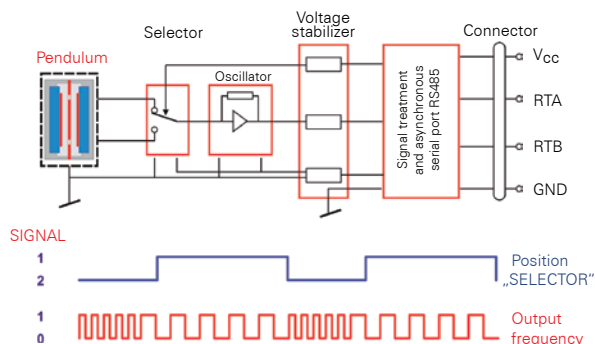 Voltage
stabilizer
Selector
Connector
Pendulum
Oscillator
Signal treatment
and asynchronous
serial port RS485
Vcc
RTA
RTB
GND
SIGNAL
1
2
Position
„SELECTOR“
1
0
Output
frequency